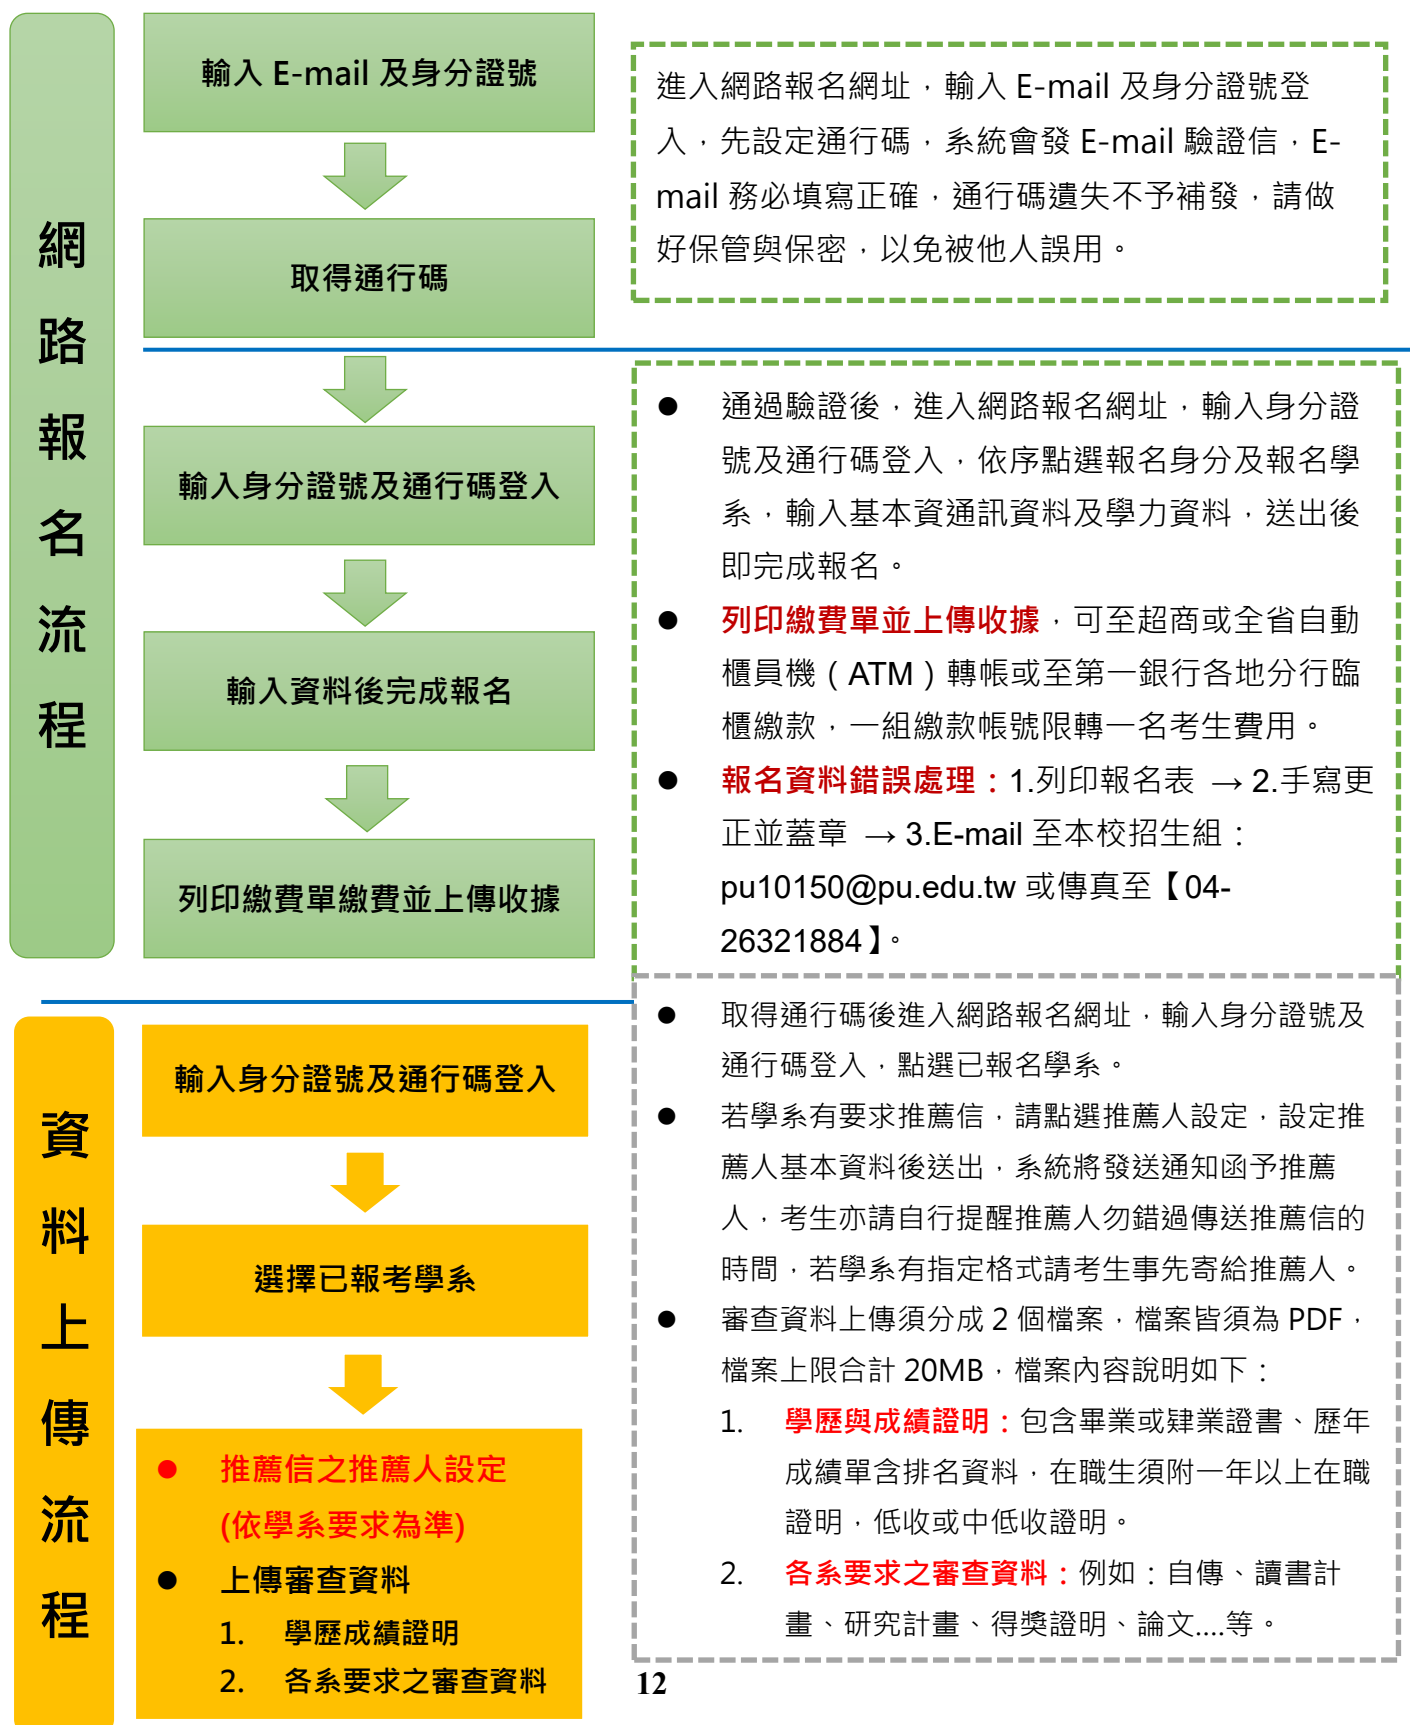 網路報名流程
輸入 E-mail 及身分證號
取得通行碼
進入網路報名網址，輸入 E-mail 及身分證號登
入，先設定通行碼，系統會發 E-mail 驗證信，E-
mail 務必填寫正確，通行碼遺失不予補發，請做
好保管與保密，以免被他人誤用。
輸入身分證號及通行碼登入
輸入資料後完成報名
列印繳費單繳費並上傳收據
● 通過驗證後，進入網路報名網址，輸入身分證
號及通行碼登入，依序點選報名身分及報名學
系，輸入基本資通訊資料及學力資料，送出後
即完成報名。
● 列印繳費單並上傳收據，可至超商或全省自動
櫃員機（ATM）轉帳或至第一銀行各地分行臨
櫃繳款，一組繳款帳號限轉一名考生費用。
● 報名資料錯誤處理：1.列印報名表 → 2.手寫更
正並蓋章 → 3.E-mail 至本校招生組：
pu10150@pu.edu.tw 或傳真至【04-
26321884】。
資料上傳流程
輸入身分證號及通行碼登入
選擇已報考學系
● 推薦信之推薦人設定
(依學系要求為準)
● 上傳審查資料
1. 學歷成績證明
2. 各系要求之審查資料
● 取得通行碼後進入網路報名網址，輸入身分證號及
通行碼登入，點選已報名學系。
● 若學系有要求推薦信，請點選推薦人設定，設定推
薦人基本資料後送出，系統將發送通知函予推薦
人，考生亦請自行提醒推薦人勿錯過傳送推薦信的
時間，若學系有指定格式請考生事先寄給推薦人。
● 審查資料上傳須分成 2 個檔案，檔案皆須為 PDF，
檔案上限合計 20MB，檔案內容說明如下：
1. 學歷與成績證明：包含畢業或肄業證書、歷年
成績單含排名資料，在職生須附一年以上在職
證明，低收或中低收證明。
2. 各系要求之審查資料：例如：自傳、讀書計
畫、研究計畫、得獎證明、論文....等。
12